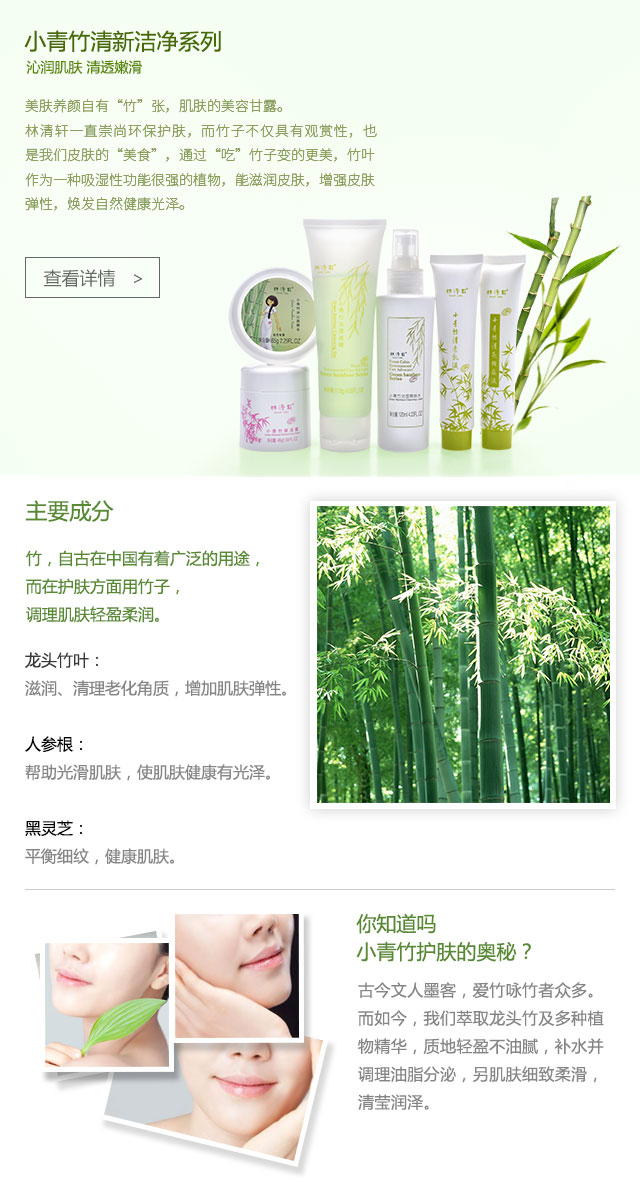 小青竹清新洁净系列
沁润肌肤 清透嫩滑
美肤养颜自有“竹”张，肌肤的美容甘露。
林清轩一直崇尚环保护肤，而竹子不仅具有观赏性，也
是我们皮肤的“美食”，通过“吃”竹子变的更美，竹叶
作为一种吸湿性功能很强的植物，能滋润皮肤，增强皮肤
弹性，焕发自然健康光泽。
查看详情 >
主要成分
竹，自古在中国有着广泛的用途，
而在护肤方面用竹子，
调理肌肤轻盈柔润。
龙头竹叶：
滋润、清理老化角质，增加肌肤弹性。
人参根：
帮助光滑肌肤，使肌肤健康有光泽。
黑灵芝：
平衡细纹，健康肌肤。
你知道吗
小青竹护肤的奥秘？
古今文人墨客，爱竹咏竹者众多。
而如今，我们萃取龙头竹及多种植
物精华，质地轻盈不油腻，补水并
调理油脂分泌，另肌肤细致柔滑，
清莹润泽。